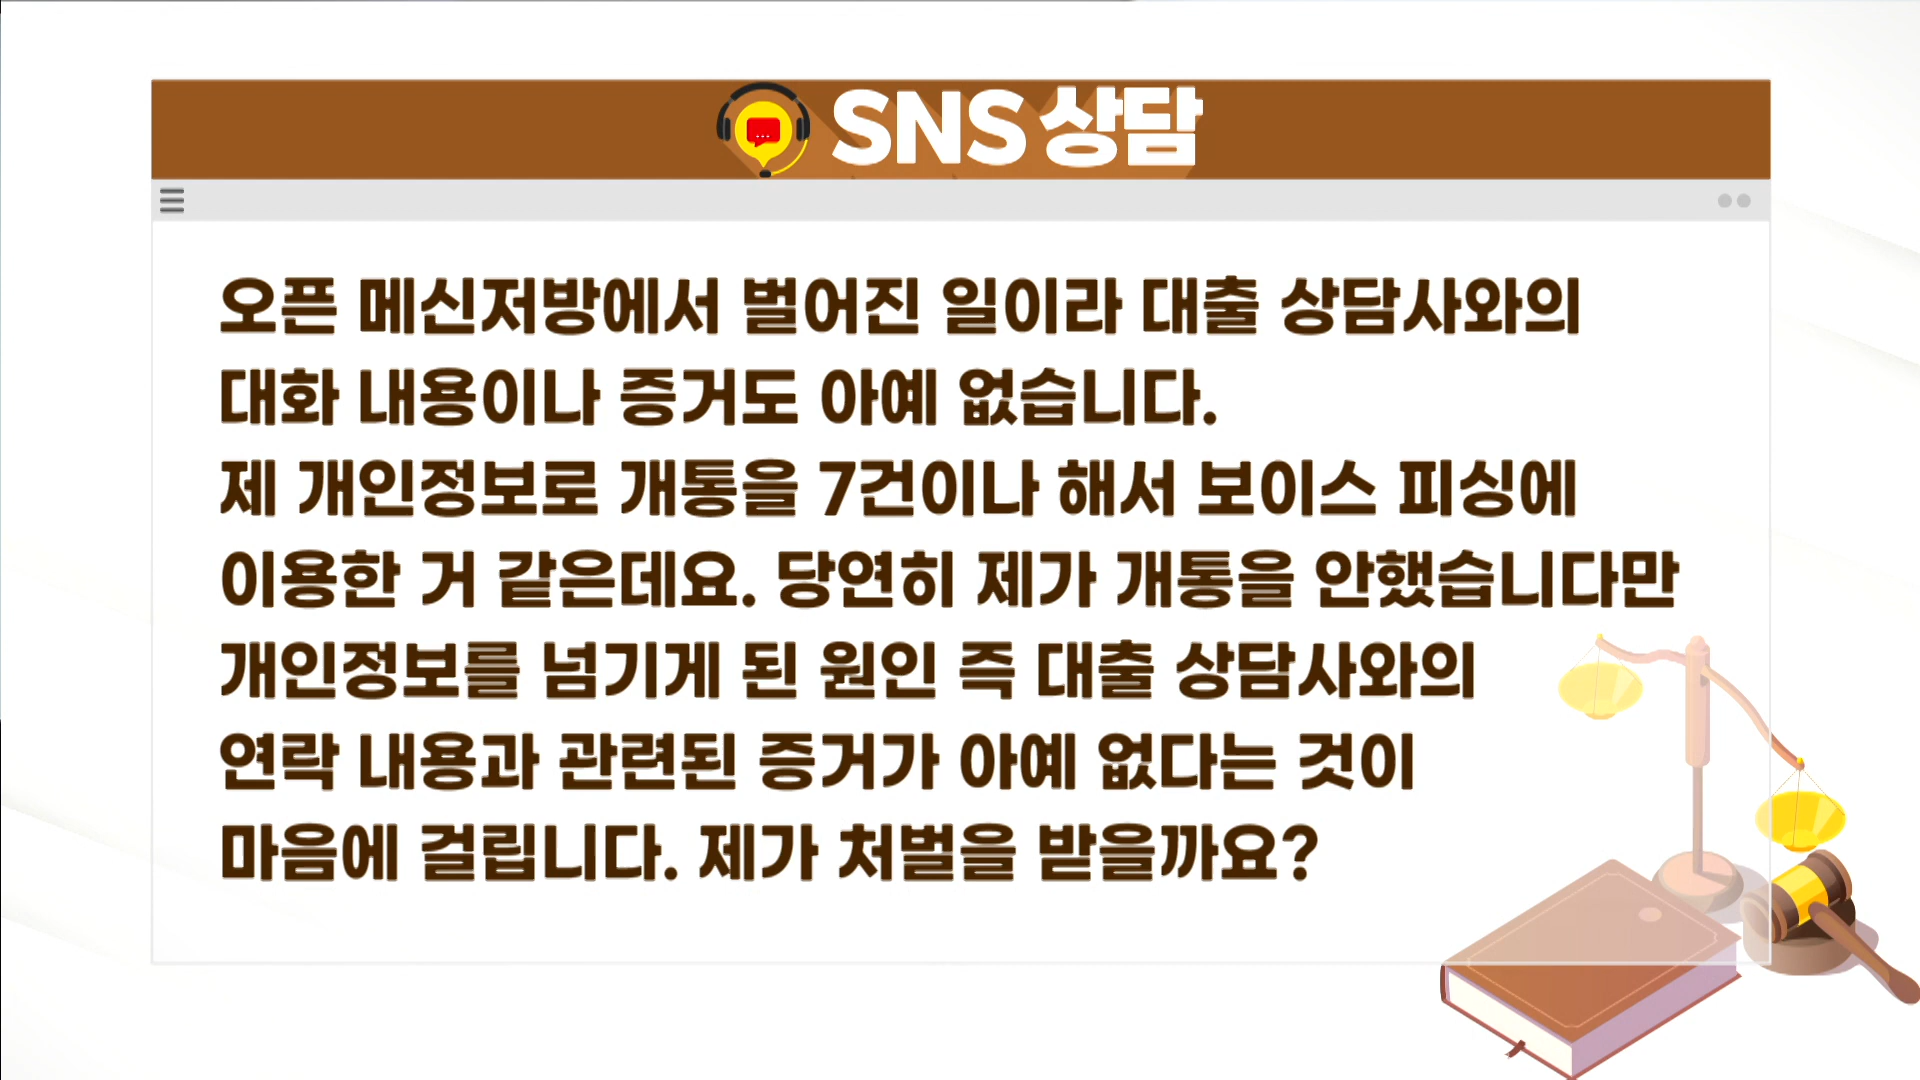 SNS 상담
오픈 메신저방에서 벌어진 일이라 대출 상담사와의
대화 내용이나 증거도 아예 없습니다.
제 개인정보로 개통을 7건이나 해서 보이스 피싱에
이용한 거 같은데요. 당연히 제가 개통을 안했습니다만
개인정보를 넘기게 된 원인 즉 대출 상담사와의
연락 내용과 관련된 증거가 아예 없다는 것이
마음에 걸립니다. 제가 처벌을 받을까요?